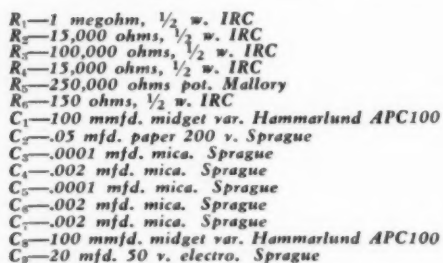 R₁—1 megohm, ½ w. IRC
R₂—15,000 ohms, ½ w. IRC
R₃—100,000 ohms, ½ w. IRC
R₄—15,000 ohms, ½ w. IRC
R₅—250,000 ohms pot. Mallory
R₆—150 ohms, ½ w. IRC
C₁—100 mmfd. midget var. Hammarlund APC100
C₂—.05 mfd. paper 200 v. Sprague
C₃—.0001 mfd. mica. Sprague
C₄—.002 mfd. mica. Sprague
C₅—.0001 mfd. mica. Sprague
C₆—.002 mfd. mica. Sprague
C₇—.002 mfd. mica. Sprague
C₈—100 mmfd. midget var. Hammarlund APC100
C₉—20 mfd. 50 v. electro. Sprague